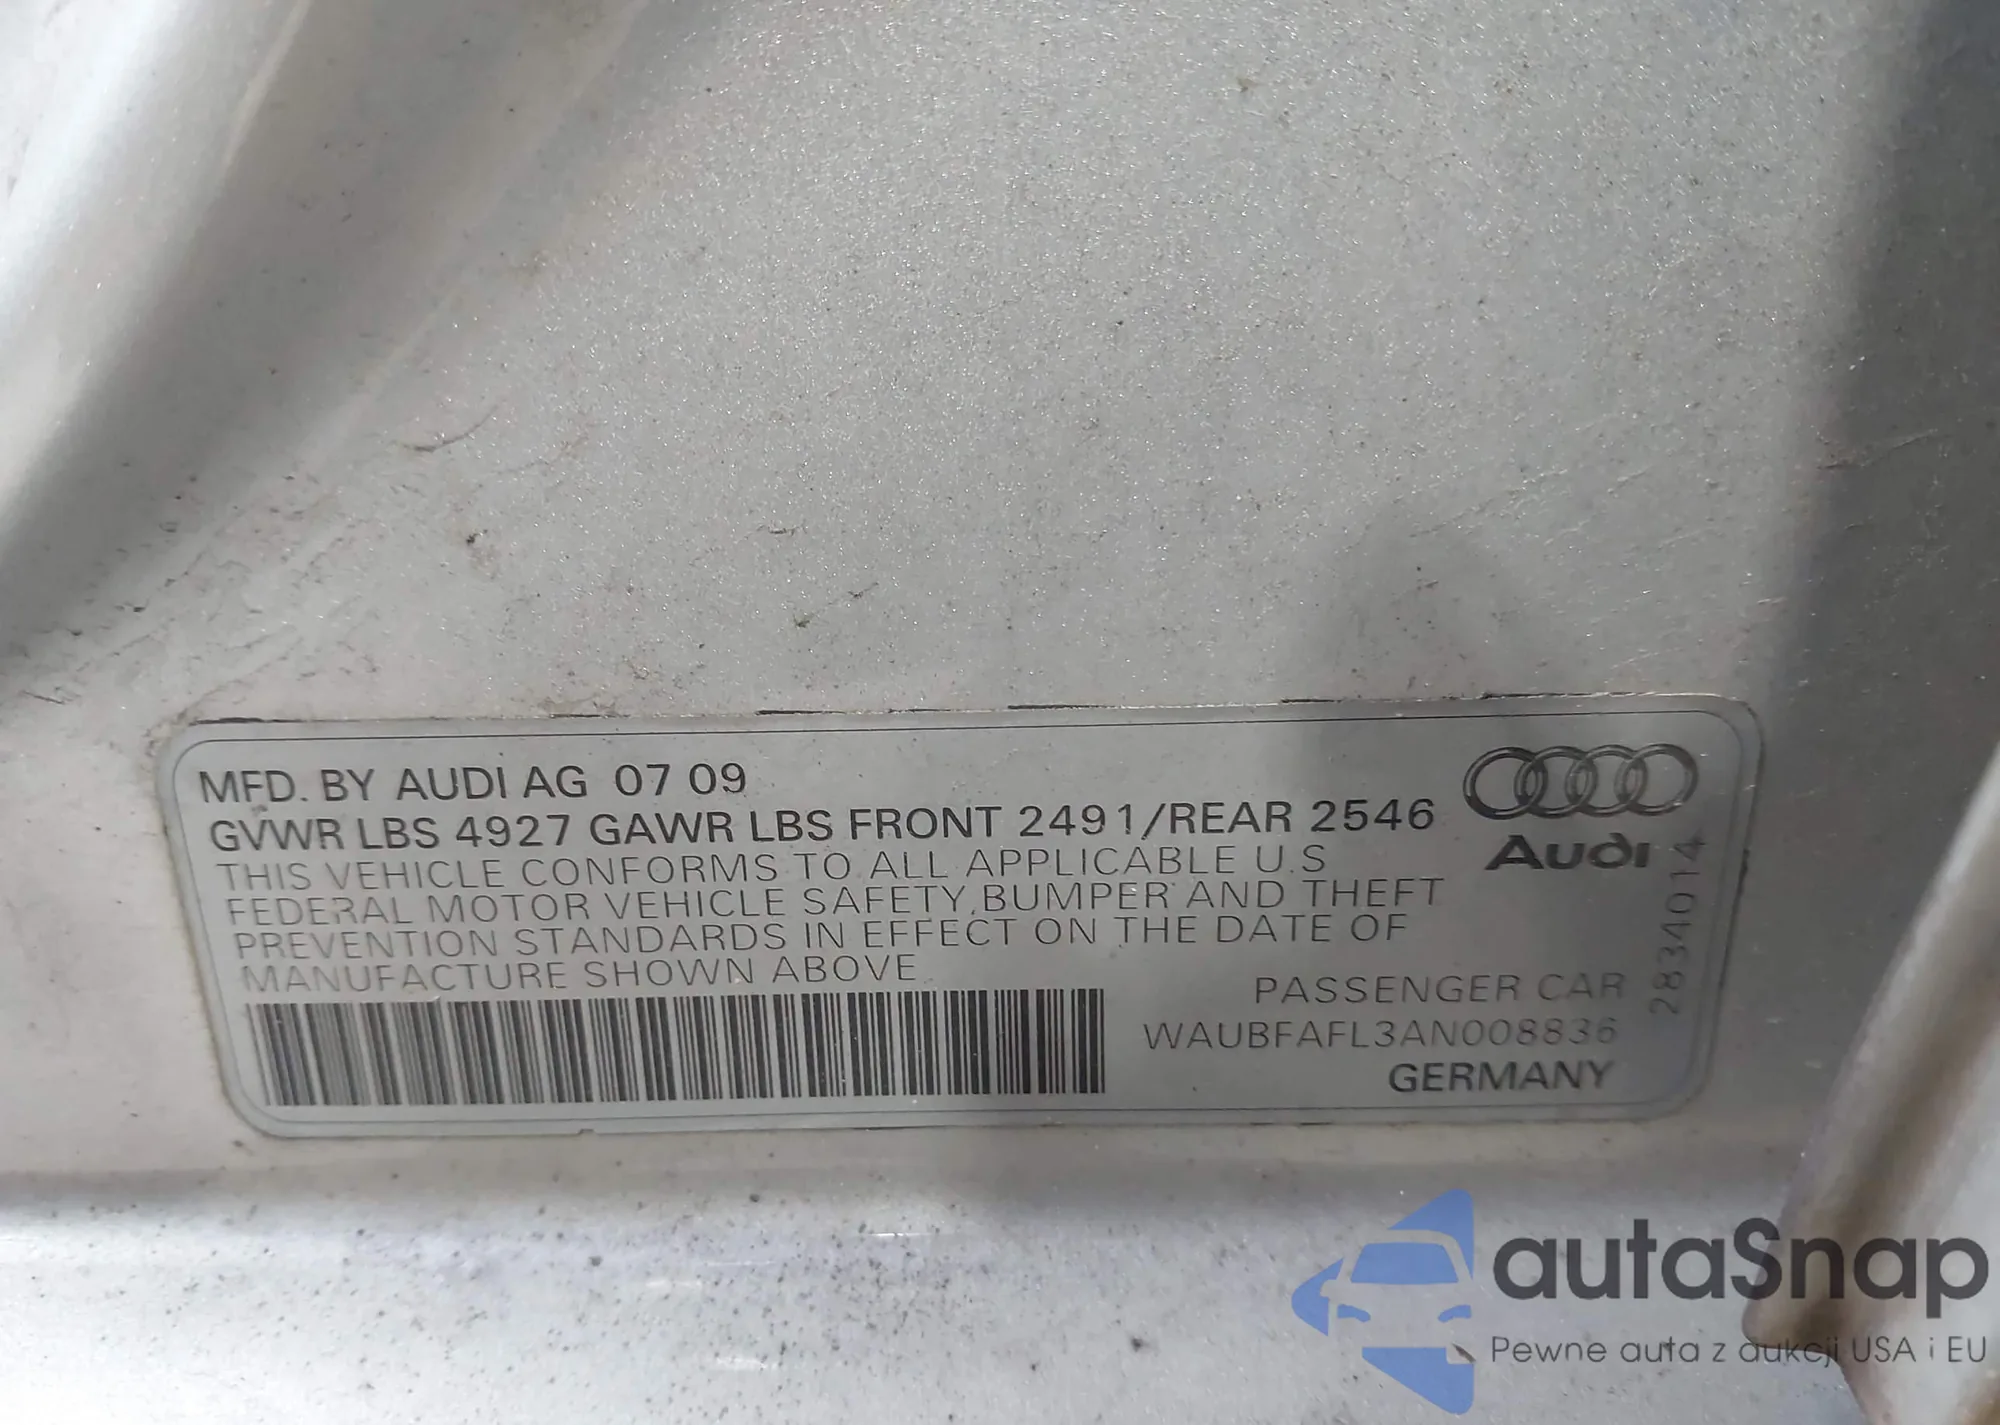 MFD. BY AUDI AG 07 09
GVWR LBS 4927 GAWR LBS FRONT 2491/REAR 2546
THIS VEHICLE CONFORMS TO ALL APPLICABLE U.S
FEDERAL MOTOR VEHICLE SAFETY, BUMPER AND THEFT
PREVENTION STANDARDS IN EFFECT ON THE DATE OF
MANUFACTURE SHOWN ABOVE.
Audi
2834014
PASSENGER CAR
WAUBFAFL3AN008836
GERMANY
autaSnap
Pewne auta z aukcji USA i EU